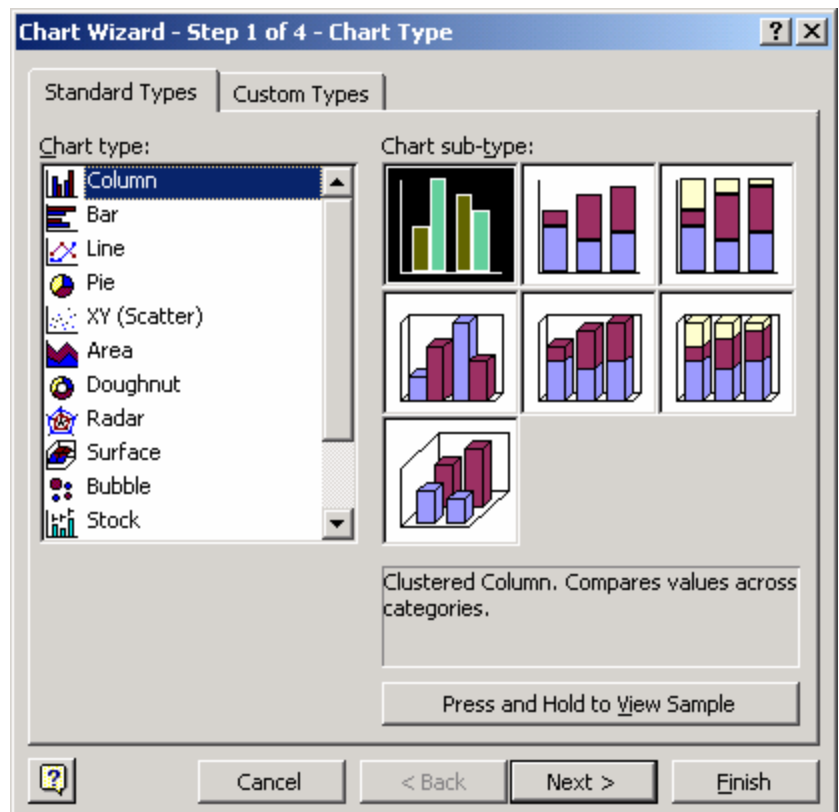 Chart Wizard - Step 1 of 4 - Chart Type
Standard Types
Custom Types
Chart type:
Column
Bar
Line
Pie
XY (Scatter)
Area
Doughnut
Radar
Surface
Bubble
Stock
Chart sub-type:
Clustered Column. Compares values across
categories.
Press and Hold to View Sample
Cancel
< Back
Next >
Finish